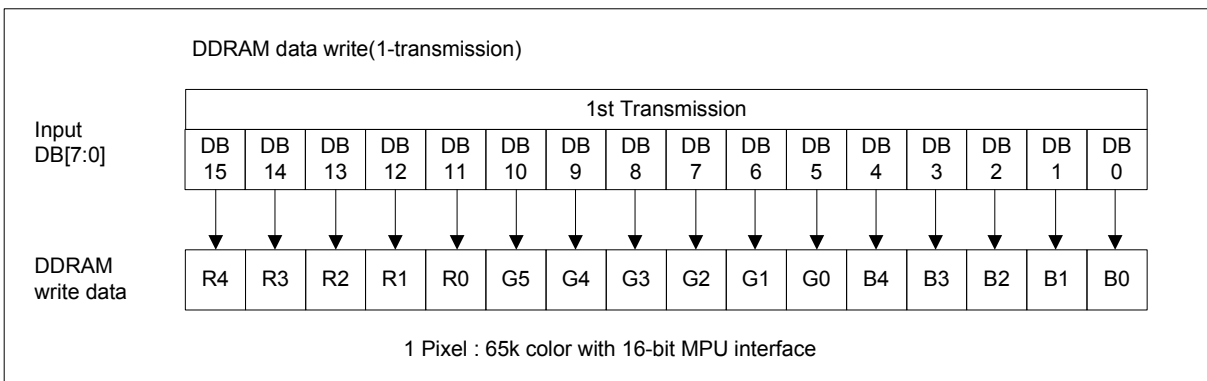 DDRAM data write(1-transmission)
1st Transmission
Input
DB[7:0]
DB DB DB DB DB DB DB DB DB DB DB DB DB DB DB DB
15 14 13 12 11 10 9 8 7 6 5 4 3 2 1 0
DDRAM
write data
R4 R3 R2 R1 R0 G5 G4 G3 G2 G1 G0 B4 B3 B2 B1 B0
1 Pixel : 65k color with 16-bit MPU interface